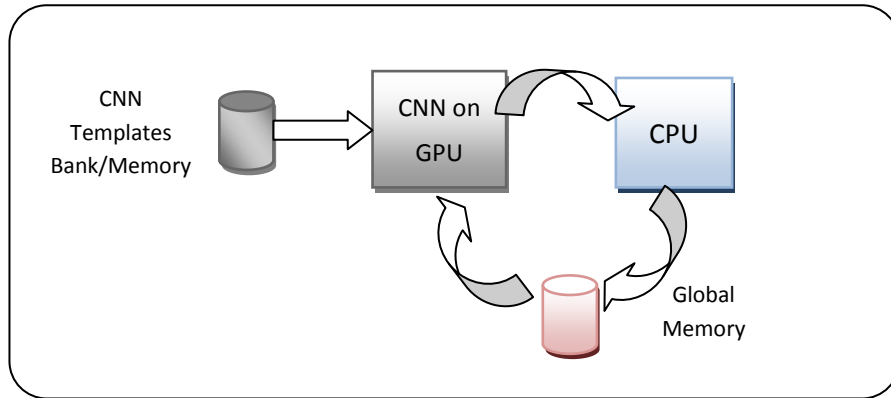 CNN
Templates
Bank/Memory
CNN on
GPU
CPU
Global
Memory